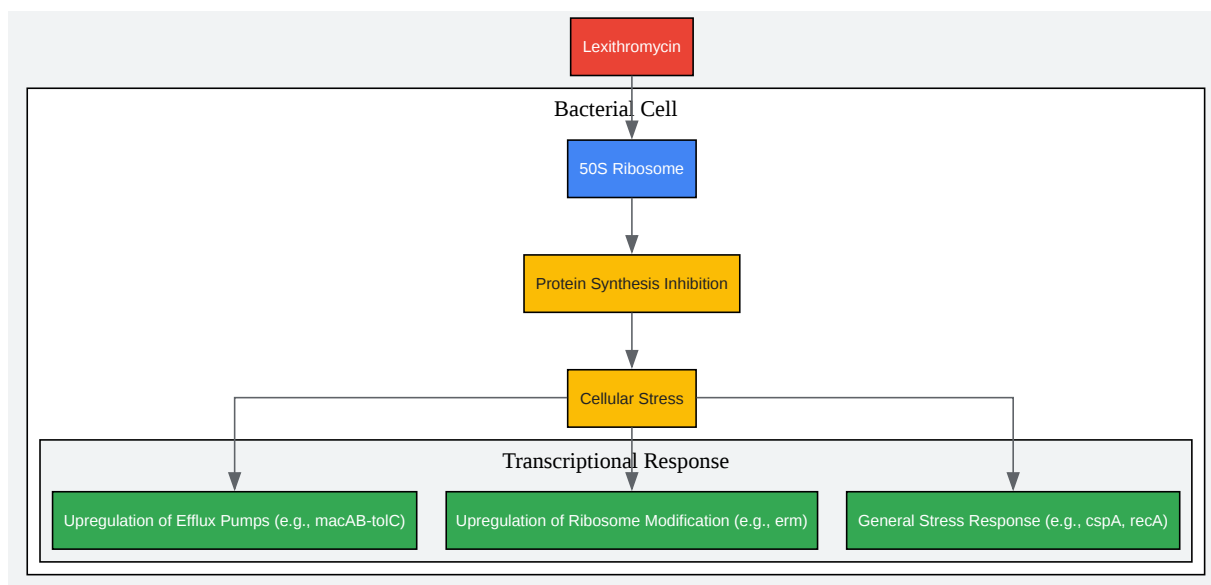 Lexithromycin
Bacterial Cell
50S Ribosome
Protein Synthesis Inhibition
Cellular Stress
Transcriptional Response
Upregulation of Efflux Pumps (e.g., macAB-tolC)
Upregulation of Ribosome Modification (e.g., erm)
General Stress Response (e.g., cspA, recA)